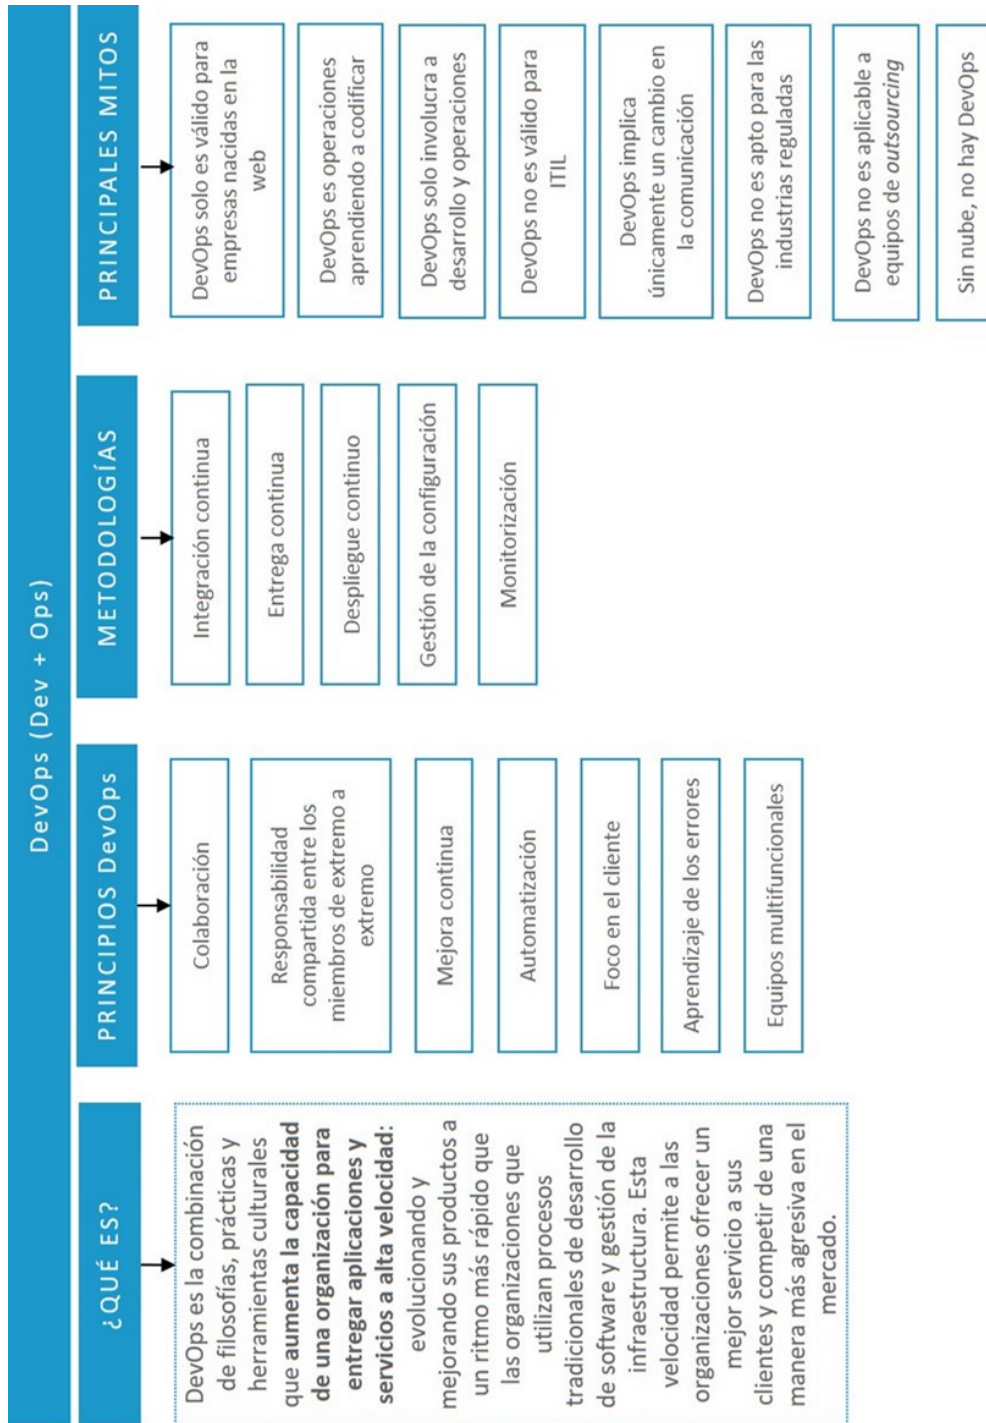 DevOps (Dev + Ops)
¿QUÉ ES?
DevOps es la combinación
de filosofías, prácticas y
herramientas culturales
que aumenta la capacidad
de una organización para
entregar aplicaciones y
servicios a alta velocidad:
evolucionando y
mejorando sus productos a
un ritmo más rápido que
las organizaciones que
utilizan procesos
tradicionales de desarrollo
de software y gestión de la
infraestructura. Esta
velocidad permite a las
organizaciones ofrecer un
mejor servicio a sus
clientes y competir de una
manera más agresiva en el
mercado.
PRINCIPIOS DevOps
Colaboración
Responsabilidad
compartida entre los
miembros de extremo a
extremo
Mejora continua
Automatización
Foco en el cliente
Aprendizaje de los errores
Equipos multifuncionales
METODOLOGÍAS
Integración continua
Entrega continua
Despliegue continuo
Gestión de la configuración
Monitorización
PRINCIPALES MITOS
DevOps solo es válido para
empresas nacidas en la
web
DevOps es operaciones
aprendiendo a codificar
DevOps solo involucra a
desarrollo y operaciones
DevOps no es válido para
ITIL
DevOps implica
únicamente un cambio en
la comunicación
DevOps no es apto para las
industrias reguladas
DevOps no es aplicable a
equipos de outsourcing
Sin nube, no hay DevOps